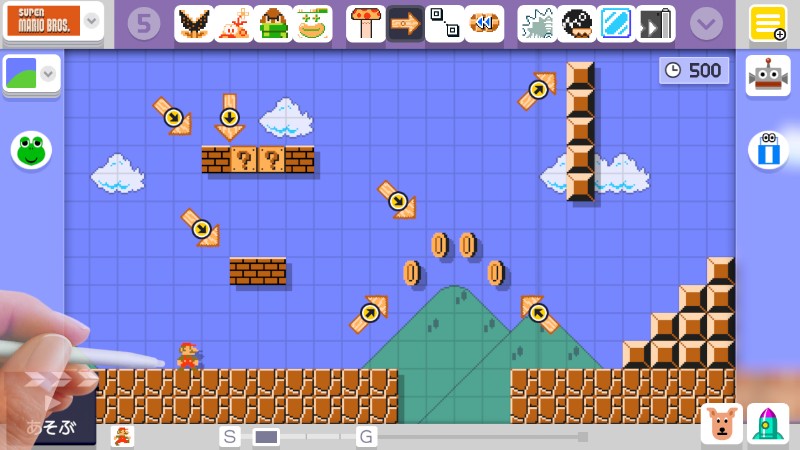 SUPER
MARIO BROS.
5
500
? ?
あそぶ
S
G